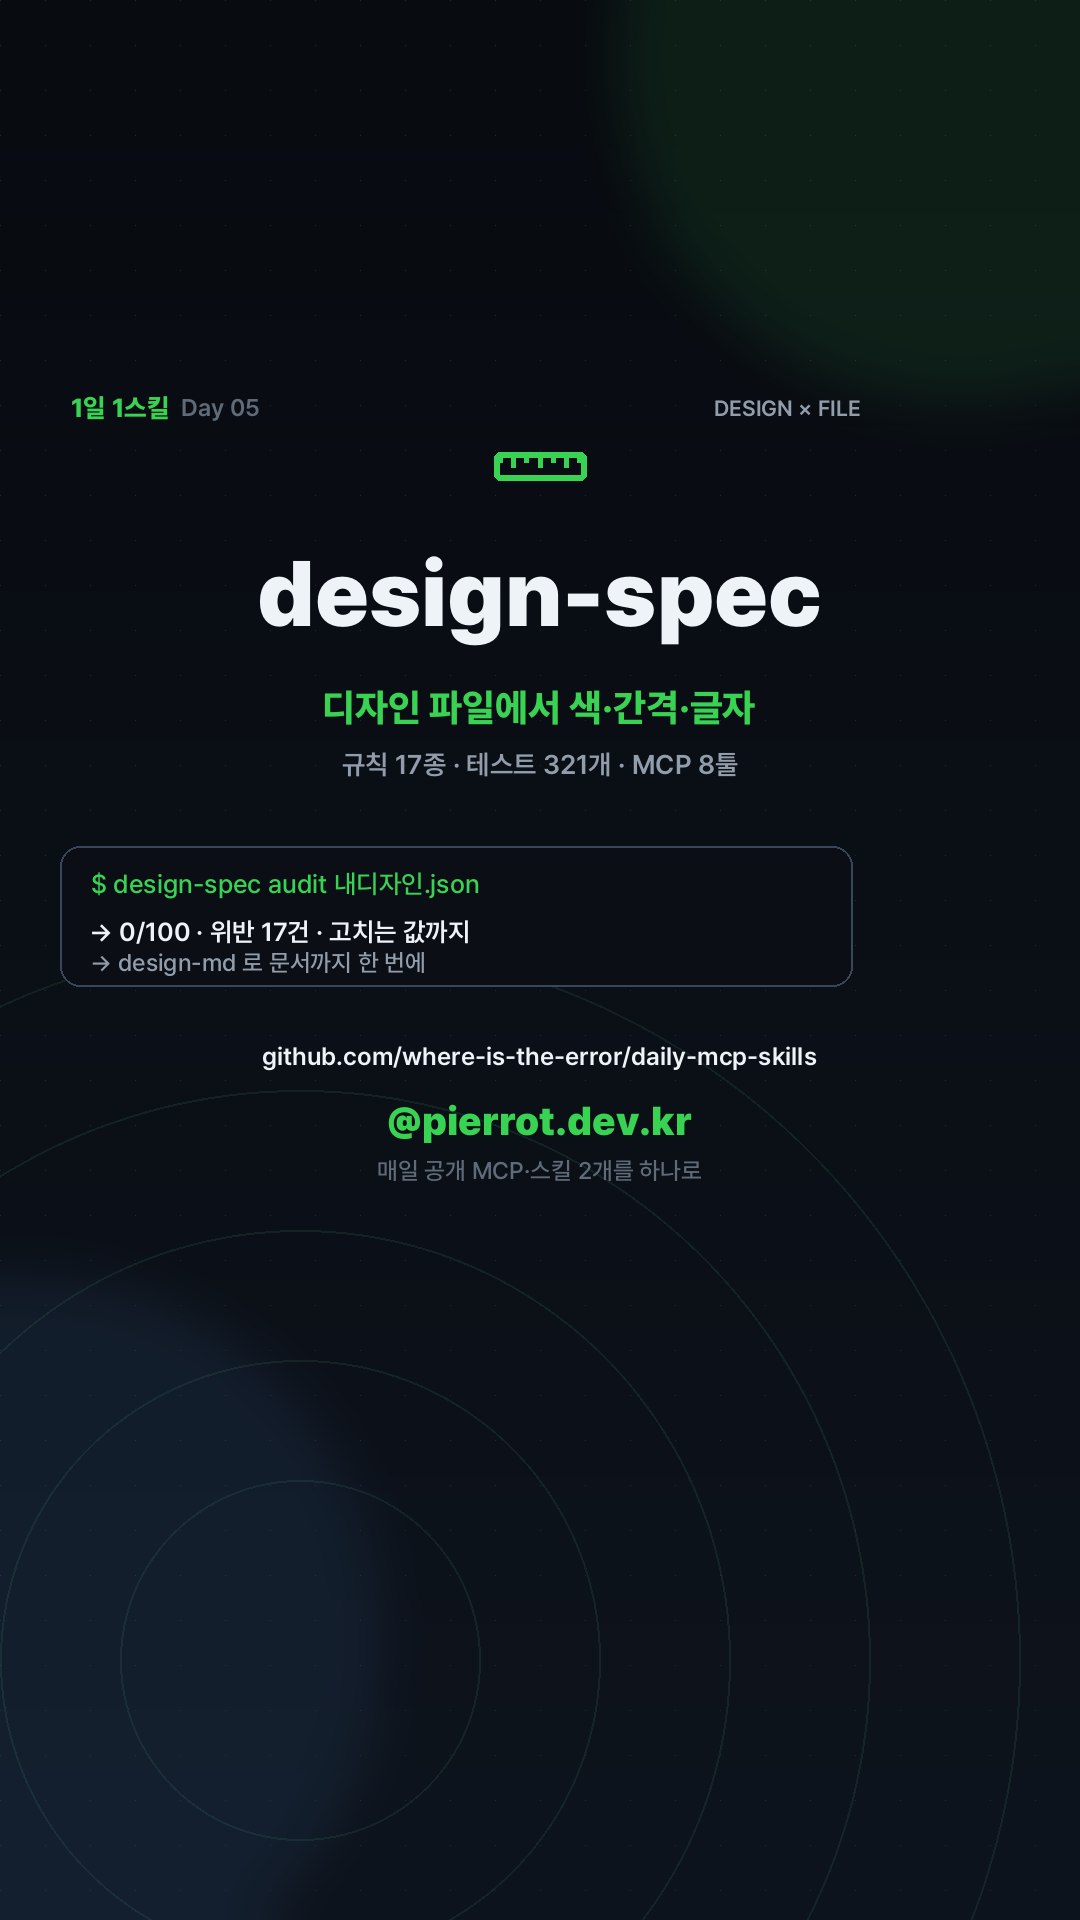 1일 1스킬 Day 05
DESIGN × FILE
design-spec
디자인 파일에서 색·간격·글자
규칙 17종 · 테스트 321개 · MCP 8툴
$ design-spec audit 내디자인.json
→ 0/100 · 위반 17건 · 고치는 값까지
→ design-md 로 문서까지 한 번에
github.com/where-is-the-error/daily-mcp-skills
@pierrot.dev.kr
매일 공개 MCP·스킬 2개를 하나로